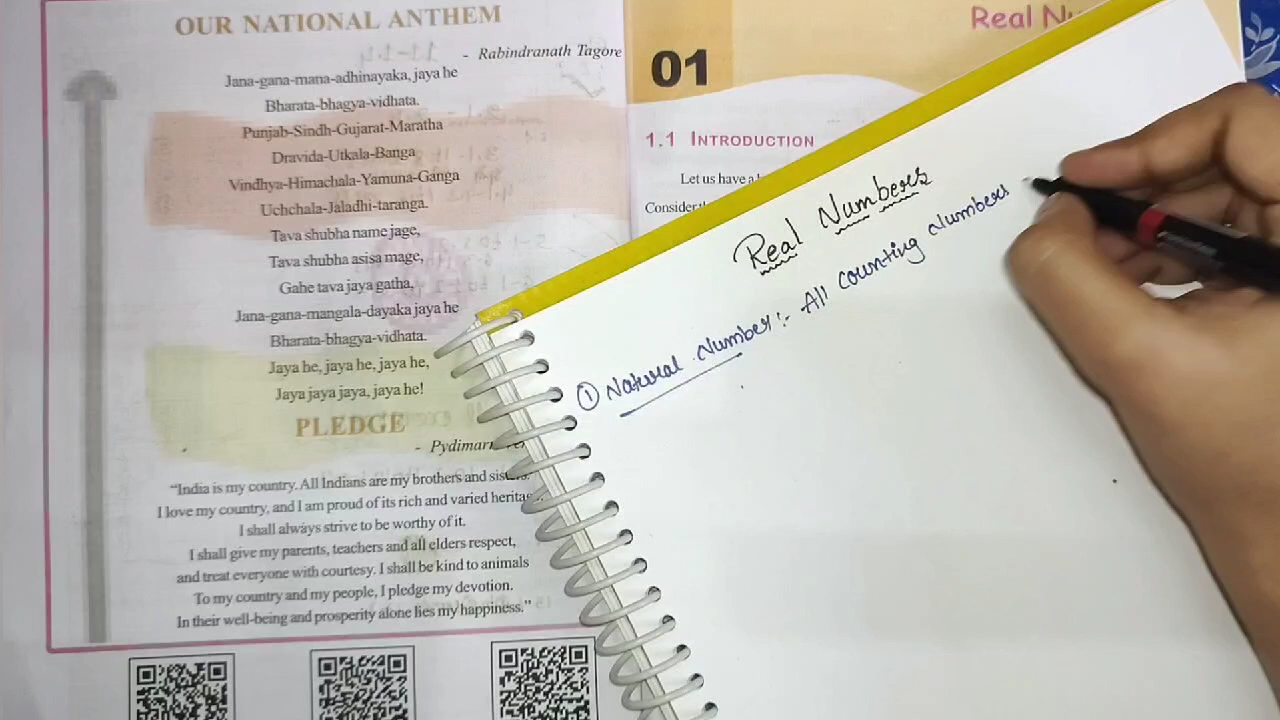 OUR NATIONAL ANTHEM
- Rabindranath Tagore
Jana-gana-mana-adhinayaka, jaya he
Bharata-bhagya-vidhata.
Punjab-Sindh-Gujarat-Maratha
Dravida-Utkala-Banga
Vindhya-Himachala-Yamuna-Ganga
Uchchala-Jaladhi-taranga.
Tava shubha name jage,
Tava shubha asisa mage,
Gahe tava jaya gatha,
Jana-gana-mangala-dayaka jaya he
Bharata-bhagya-vidhata.
Jaya he, jaya he, jaya he,
Jaya jaya jaya, jaya he!
PLEDGE
- Pydimarri
“India is my country. All Indians are my brothers and
I love my country, and I am proud of its rich and varied
I shall always strive to be worthy of it.
I shall give my parents, teachers and all elders respect,
and treat everyone with courtesy. I shall be kind to animals
To my country and my people, I pledge my devotion.
In their well-being and prosperity alone lies my happiness.”
Real
01
1.1 INTRODUCTION
Let us have a
Real Numbers
① Natural Number:- All counting Numbers